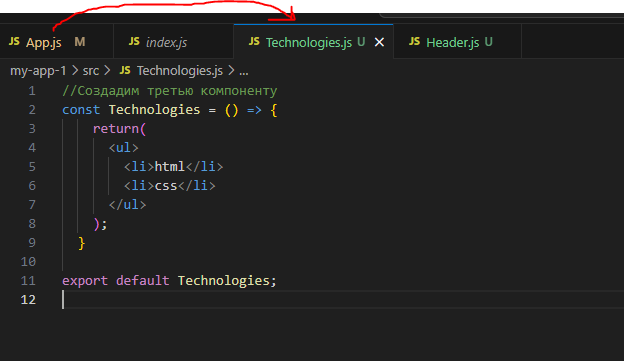 JS App.js M JS index.js JS Technologies.js U × JS Header.js U
my-app-1 > src > JS Technologies.js > ...
1 //Создадим третью компоненту
2 const Technologies = () => {
3 return(
4 <ul>
5 <li>html</li>
6 <li>css</li>
7 </ul>
8 );
9 }
10
11 export default Technologies;
12